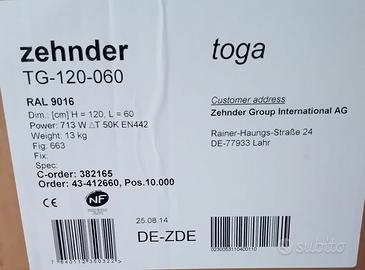 zehnder
TG-120-060
RAL 9016
Dim.: [cm] H = 120, L = 60
Power: 713 W △T 50K EN442
Weight: 13 kg
Fig: 663
Fix:
Spec:
C-order: 382165
Order: 43-412660, Pos.10.000
CE
NF
25.08.14
DE-ZDE
toga
Customer address
Zehnder Group International AG
Rainer-Haungs-Straße 24
DE-77933 Lahr
0230053110400110
7640112350322
subito